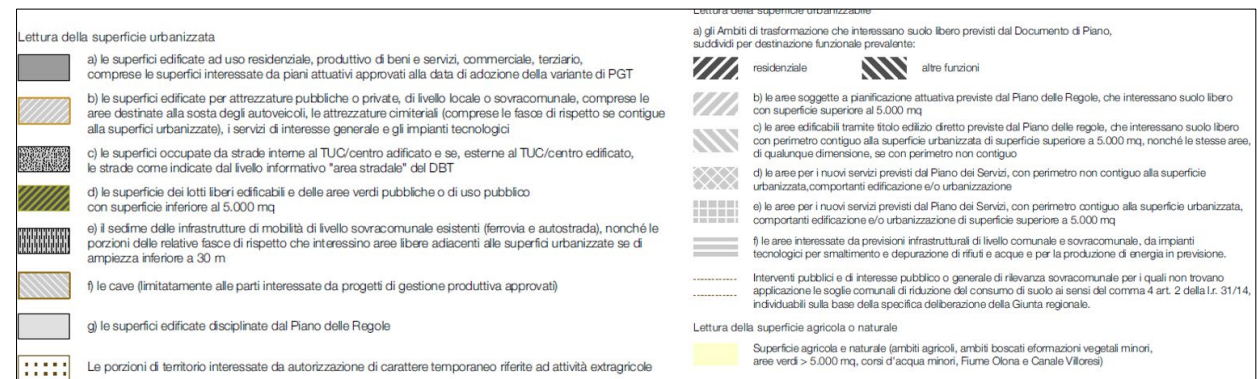 Lettura della superficie urbanizzata
a) le superfici edificate ad uso residenziale, produttivo di beni e servizi, commerciale, terziario,
comprese le superfici interessate da piani attuativi approvati alla data di adozione della variante di PGT
b) le superfici edificate per attrezzature pubbliche o private, di livello locale o sovracomunale, comprese le
aree destinate alla sosta degli autoveicoli, le attrezzature cimiteriali (comprese le fasce di rispetto se contigue
alla superfici urbanizzate), i servizi di interesse generale e gli impianti tecnologici
c) le superfici occupate da strade interne al TUC/centro adificato e se, esterne al TUC/centro edificato,
le strade come indicate dal livello informativo "area stradale" del DBT
d) le superficie dei lotti liberi edificabili e delle aree verdi pubbliche o di uso pubblico
con superficie inferiore al 5.000 mq
e) il sedime delle infrastrutture di mobilità di livello sovracomunale esistenti (ferrovia e autostrada), nonché le
porzioni delle relative fasce di rispetto che interessino aree libere adiacenti alle superfici urbanizzate se di
ampiezza inferiore a 30 m
f) le cave (limitatamente alle parti interessate da progetti di gestione produttiva approvati)
g) le superfici edificate disciplinate dal Piano delle Regole
Le porzioni di territorio interessate da autorizzazione di carattere temporaneo riferite ad attività extragricole
Lettura della superficie urbanizzabile
a) gli Ambiti di trasformazione che interessano suolo libero previsti dal Documento di Piano,
suddividi per destinazione funzionale prevalente:
residenziale altre funzioni
b) le aree soggette a pianificazione attuativa previste dal Piano delle Regole, che interessano suolo libero
con superficie superiore al 5.000 mq
c) le aree edificabili tramite titolo edilizio diretto previste dal Piano delle regole, che interessano suolo libero
con perimetro contiguo alla superficie urbanizzata di superficie superiore a 5.000 mq, nonché le stesse aree,
di qualunque dimensione, se con perimetro non contiguo
d) le aree per i nuovi servizi previsti dal Piano dei Servizi, con perimetro non contiguo alla superficie
urbanizzata,comportanti edificazione e/o urbanizzazione
e) le aree per i nuovi servizi previsti dal Piano dei Servizi, con perimetro contiguo alla superficie urbanizzata,
comportanti edificazione e/o urbanizzazione di superficie superiore a 5.000 mq
f) le aree interessate da previsioni infrastrutturali di livello comunale e sovracomunale, da impianti
tecnologici per smaltimento e depurazione di rifiuti e acque e per la produzione di energia in previsione.
Interventi pubblici e di interesse pubblico o generale di rilevanza sovracomunale per i quali non trovano
applicazione le soglie comunali di riduzione del consumo di suolo ai sensi del comma 4 art. 2 della l.r. 31/14,
individuabili sulla base della specifica deliberazione della Giunta regionale.
Lettura della superficie agricola o naturale
Superficie agricola e naturale (ambiti agricoli, ambiti boscati eformazioni vegetali minori,
aree verdi > 5.000 mq, corsi d'acqua minori, Fiume Olona e Canale Villoresi)